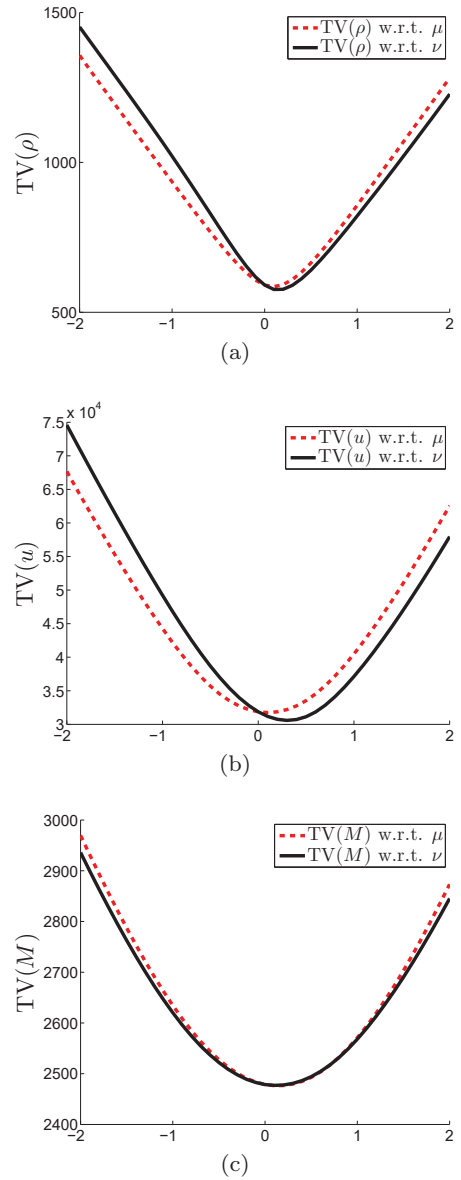 1500
TV(ρ) w.r.t. μ
TV(ρ) w.r.t. ν
1000
TV(ρ)
500
−2 −1 0 1 2
(a)
x 10⁴
7.5
TV(u) w.r.t. μ
TV(u) w.r.t. ν
7
6.5
6
5.5
5
4.5
4
3.5
3
TV(u)
−2 −1 0 1 2
(b)
3000
TV(M) w.r.t. μ
TV(M) w.r.t. ν
2900
2800
2700
2600
2500
2400
TV(M)
−2 −1 0 1 2
(c)